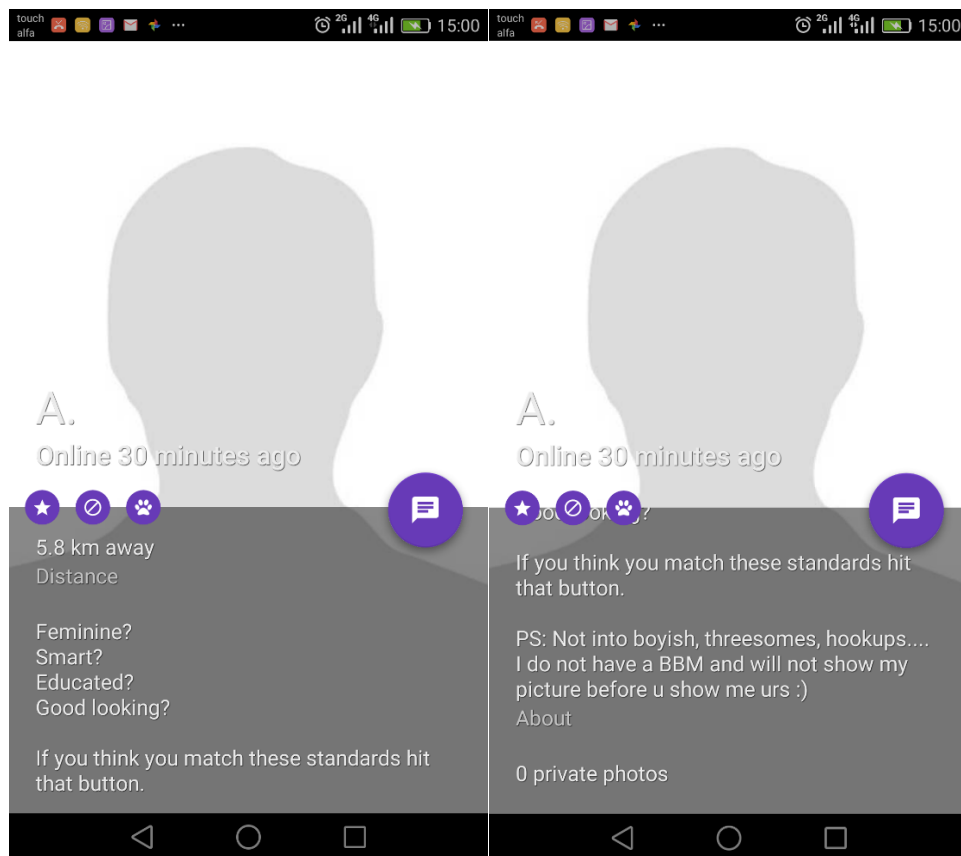 touch
alfa
2G
4G
15:00
A.
Online 30 minutes ago
5.8 km away
Distance
Feminine?
Smart?
Educated?
Good looking?
If you think you match these standards hit
that button.
touch
alfa
2G
4G
15:00
A.
Online 30 minutes ago
If you think you match these standards hit
that button.
PS: Not into boyish, threesomes, hookups....
I do not have a BBM and will not show my
picture before u show me urs :)
About
0 private photos